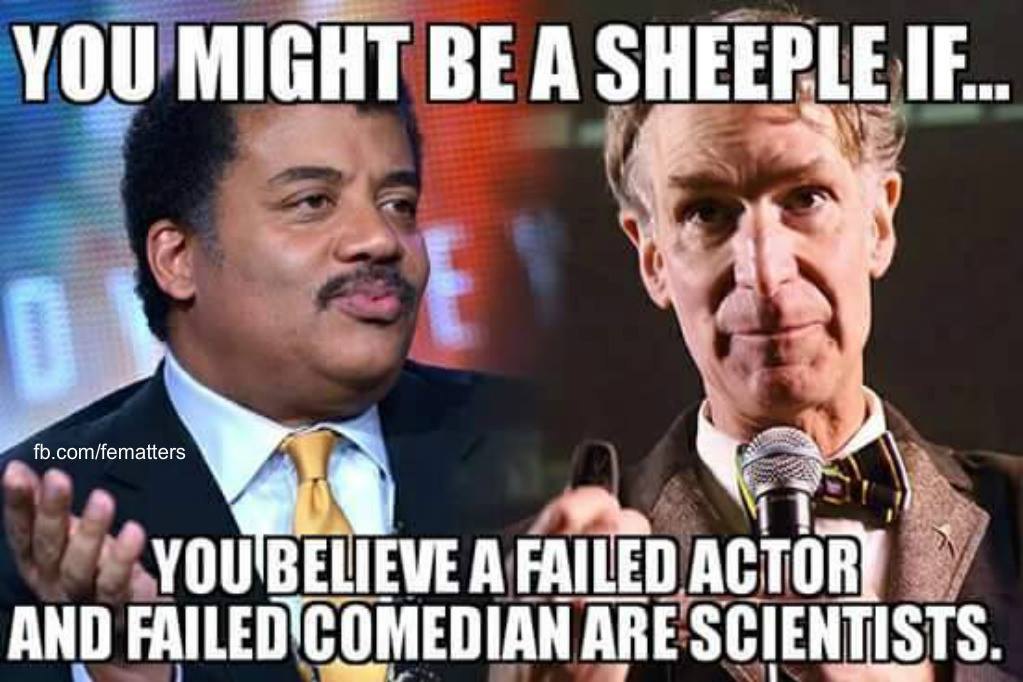 YOU MIGHT BE A SHEEPLE IF...
fb.com/fematters
YOU BELIEVE A FAILED ACTOR
AND FAILED COMEDIAN ARE SCIENTISTS.